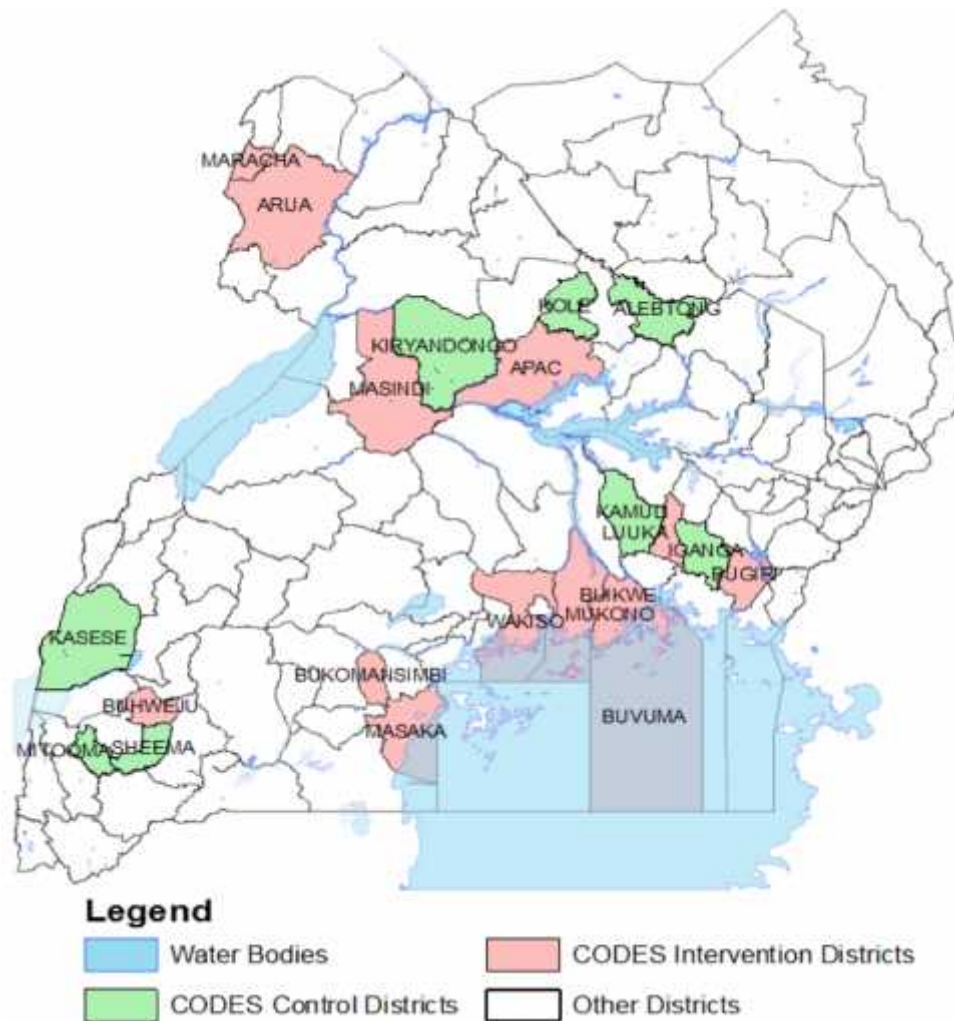 MARACHA
ARUA
KOLE
ALEBTONG
KIRYANDONGO
APAC
MASINDI
KAMULI
LUUKA
IGANGA
BUGIRI
BUIKWE
MUKONO
WAKISO
KASESE
BUKOMANSIMBI
BUHWEJU
BUVUMA
MASAKA
MITOOMA
SHEEMA
Legend
Water Bodies
CODES Intervention Districts
CODES Control Districts
Other Districts